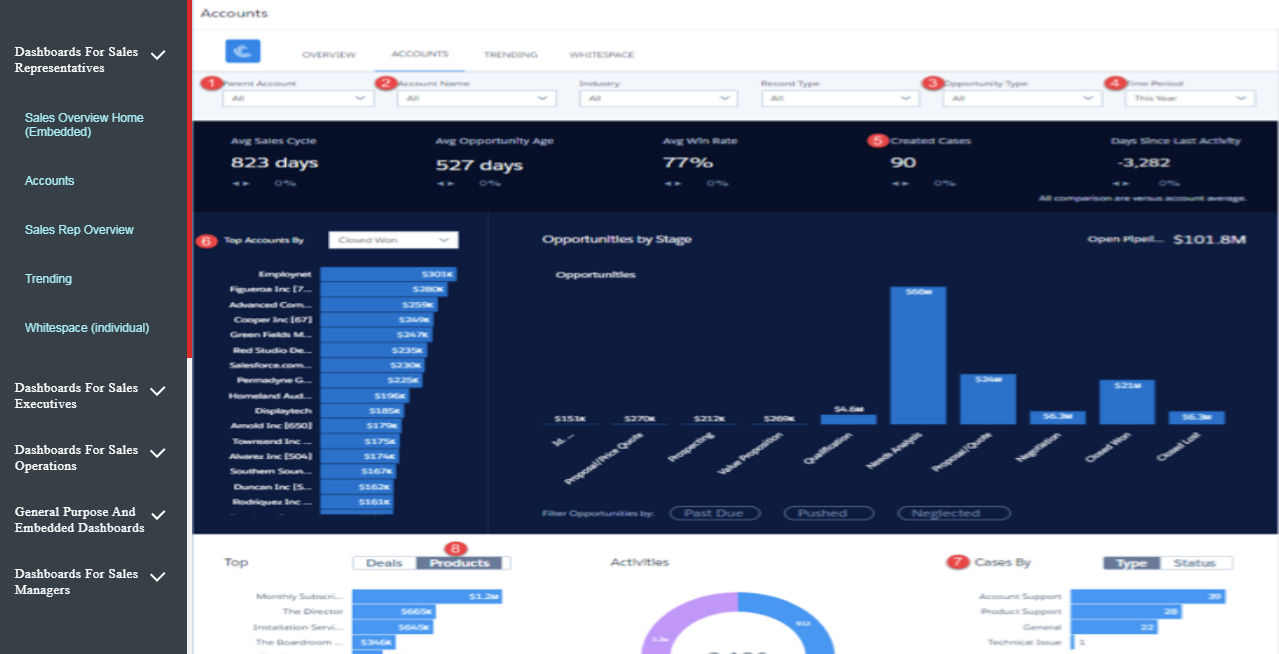 Dashboards For Sales
Representatives
Sales Overview Home
(Embedded)
Accounts
Sales Rep Overview
Trending
Whitespace (individual)
Dashboards For Sales
Executives
Dashboards For Sales
Operations
General Purpose And
Embedded Dashboards
Dashboards For Sales
Managers
Accounts
OVERVIEW ACCOUNTS TRENDING WHITESPACE
1 Parent Account 2 Account Name Industry Record Type 3 Opportunity Type 4 Time Period
All All All All All This Year
Avg Sales Cycle Avg Opportunity Age Avg Win Rate 5 Created Cases Days Since Last Activity
823 days 527 days 77% 90 -3,282
0% 0% 0% 0% 0%
All comparison are versus account average.
6 Top Accounts By Closed Won
Employnet $301K
Figueroa Inc [7... $280K
Advanced Com... $259K
Cooper Inc [67] $249K
Green Fields M... $247K
Red Studio De... $235K
Salesforce.com... $230K
Permadyne G... $225K
Homeland Aud... $196K
Displaytech $185K
Arnold Inc [650] $179K
Townsend Inc ... $175K
Alvarez Inc [504] $174K
Southern Soun... $167K
Duncan Inc [5... $162K
Rodriquez Inc ... $161K
Opportunities by Stage Open Pipeli... $101.8M
Opportunities
$151K $270K $212K $269K $4.6M $66M $24M $6.3M $21M $6.3M
Id. ... Proposal/Price Quote Prospecting Value Proposition Qualification Needs Analysis Proposal/Quote Negotiation Closed Won Closed Lost
Filter Opportunities by: Past Due Pushed Neglected
Top Deals 8 Products
Monthly Subscri... $1.2M
The Director $665K
Installation Servi... $645K
The Boardroom ... $346K
Activities
1.2K
7 Cases By Type Status
Account Support 39
Product Support 28
General 22
Technical Issue 1